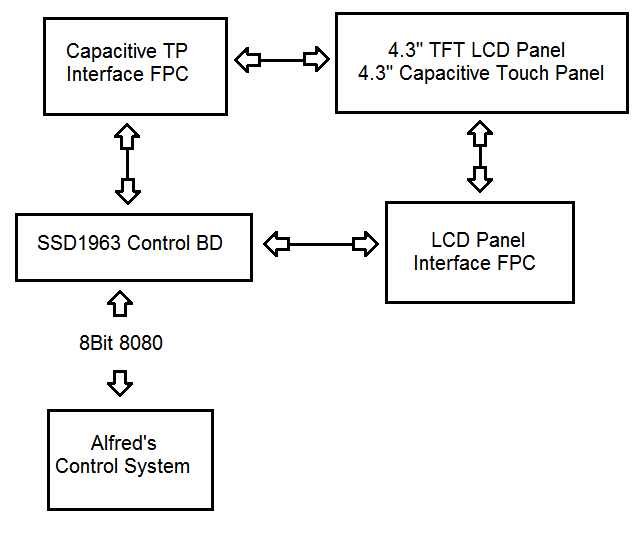 Capacitive TP
Interface FPC
4.3" TFT LCD Panel
4.3" Capacitive Touch Panel
SSD1963 Control BD
LCD Panel
Interface FPC
8Bit 8080
Alfred's
Control System